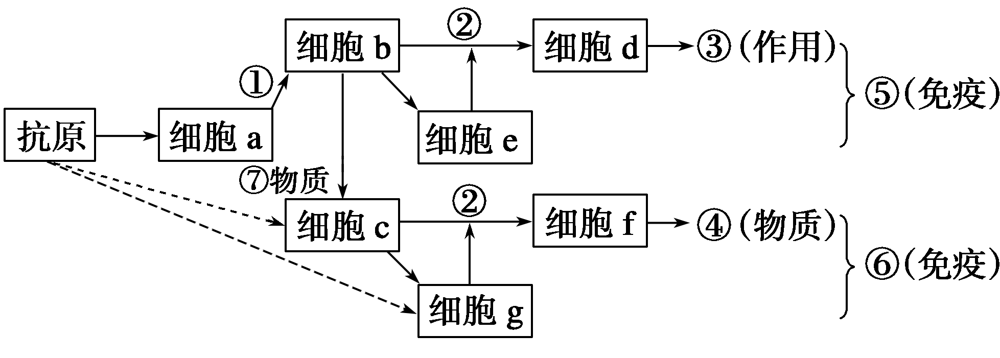 ②
细胞 b
细胞 d
③(作用)
①
⑤(免疫)
抗原
细胞 a
细胞 e
⑦物质
②
细胞 c
细胞 f
④(物质)
⑥(免疫)
细胞 g